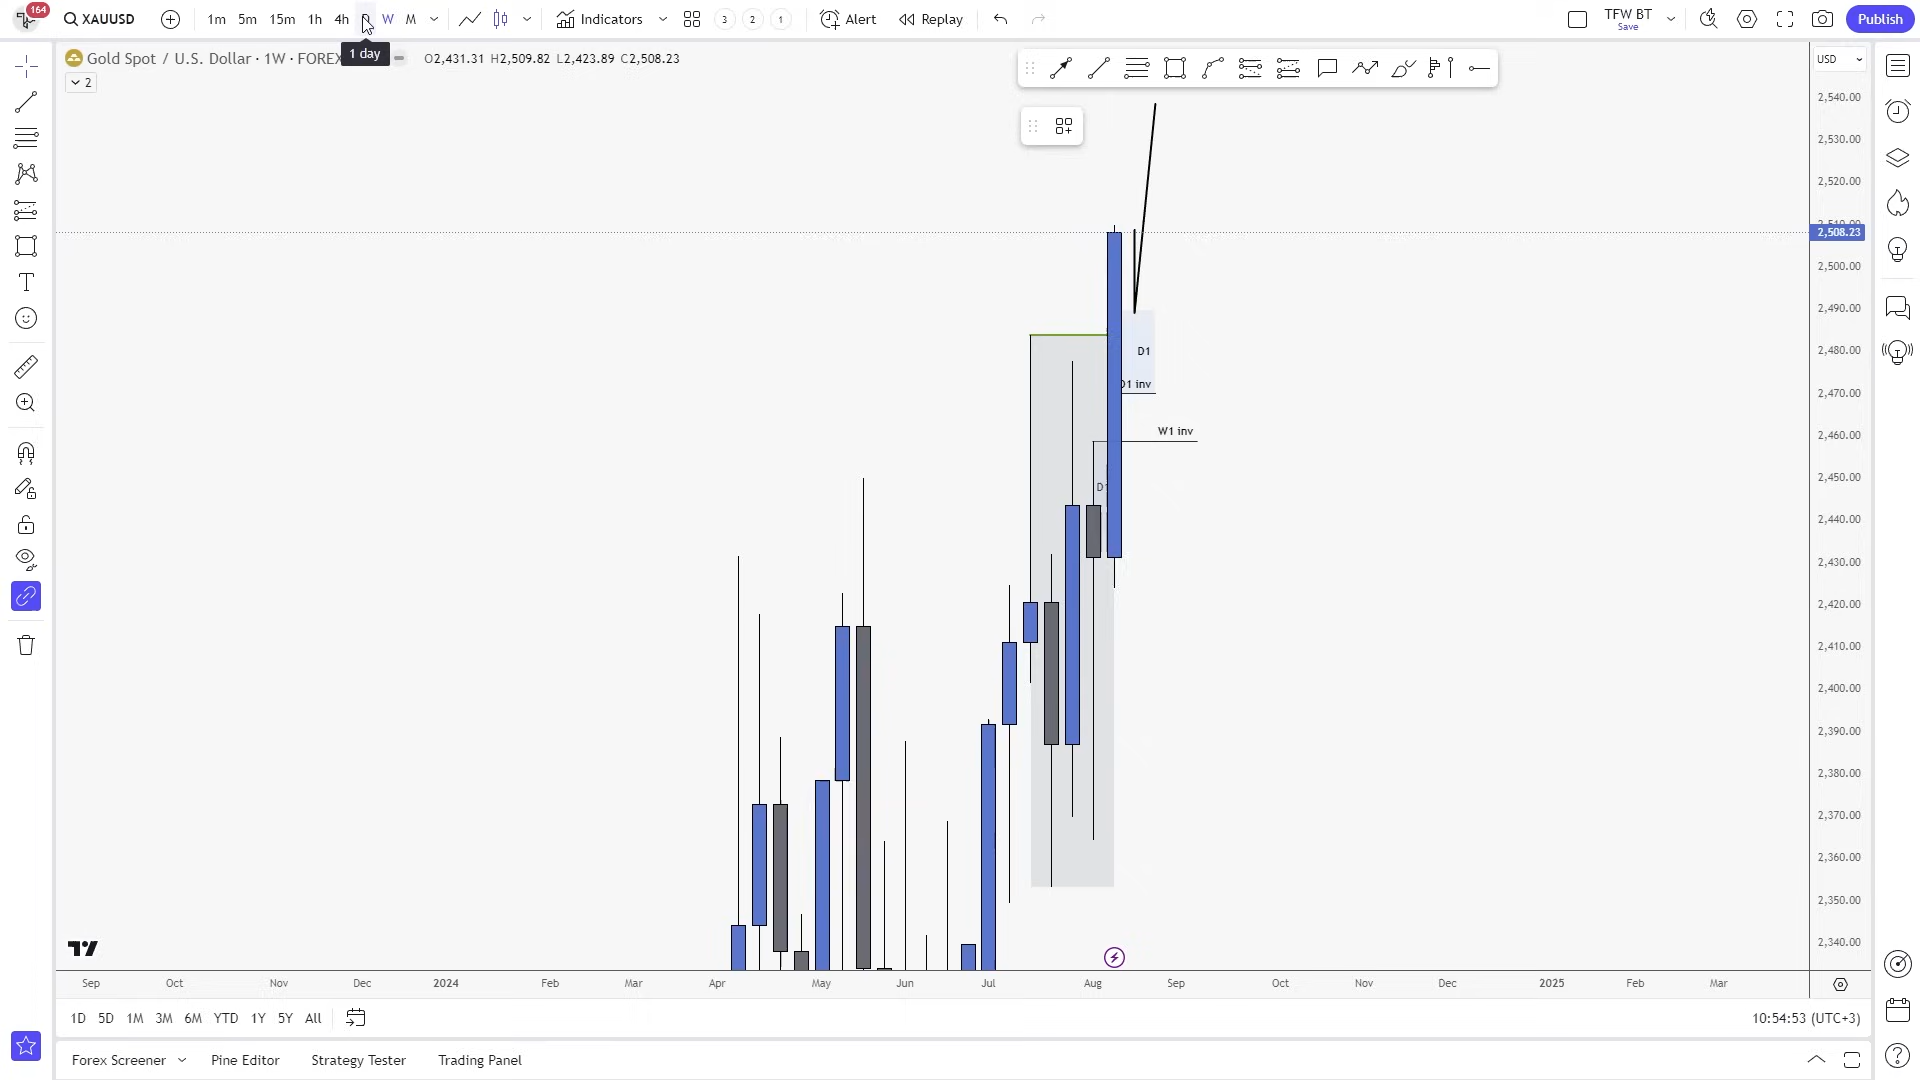 164
XAUUSD
1m 5m 15m 1h 4h D W M
Indicators
3 2 1
Alert
Replay
TFW BT
Save
Publish
1 day
Gold Spot / U.S. Dollar · 1W · FOREX
O2,431.31 H2,509.82 L2,423.89 C2,508.23
2
USD
2,540.00
2,530.00
2,520.00
2,510.00
2,508.23
2,500.00
2,490.00
2,480.00
2,470.00
2,460.00
2,450.00
2,440.00
2,430.00
2,420.00
2,410.00
2,400.00
2,390.00
2,380.00
2,370.00
2,360.00
2,350.00
2,340.00
D1
D1 inv
W1 inv
Sep Oct Nov Dec 2024 Feb Mar Apr May Jun Jul Aug Sep Oct Nov Dec 2025 Feb Mar
1D 5D 1M 3M 6M YTD 1Y 5Y All
10:54:53 (UTC+3)
Forex Screener
Pine Editor
Strategy Tester
Trading Panel